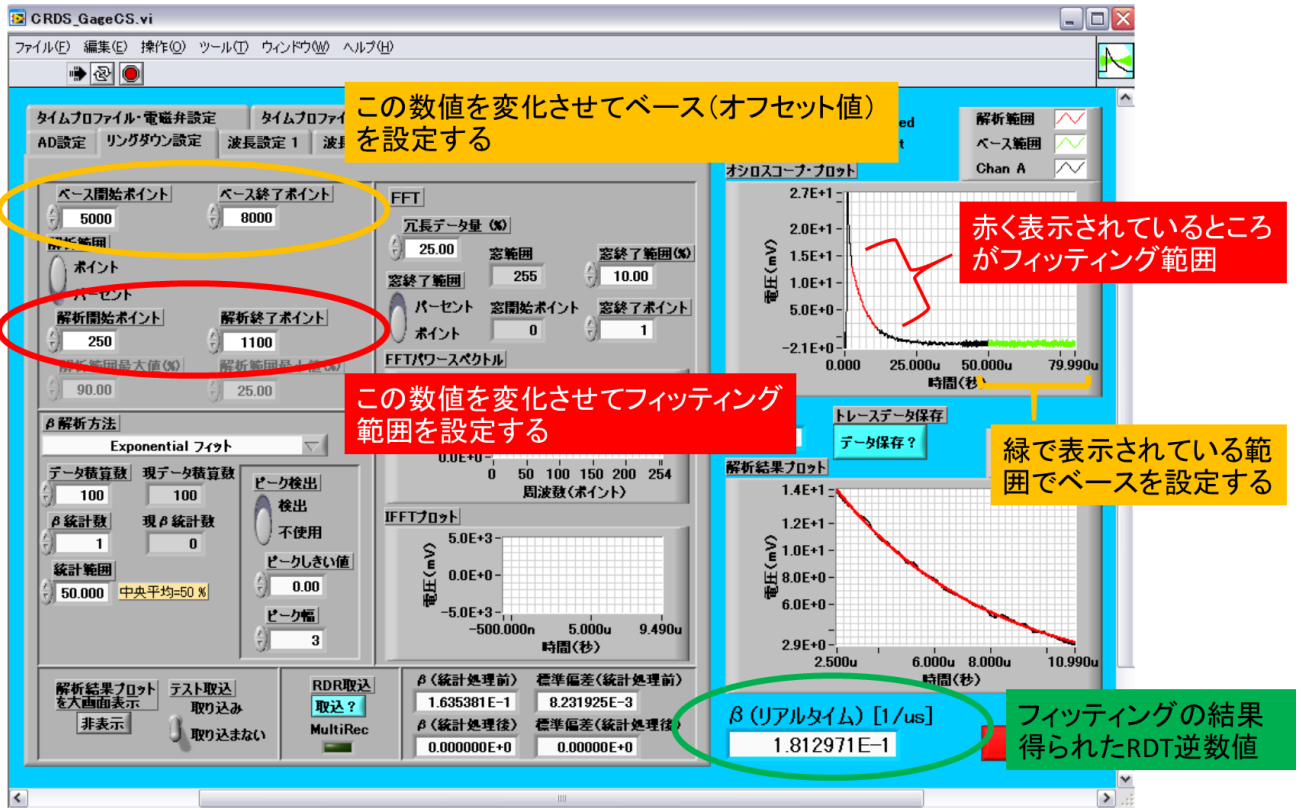 CRDS_GageCS.vi
ファイル(F) 編集(E) 操作(O) ツール(T) ウィンドウ(W) ヘルプ(H)
この数値を変化させてベース(オフセット値)
を設定する
タイムプロファイル・電磁弁設定
タイムプロファイ
AD設定 リングダウン設定 波長設定 1
ed
t
解析範囲
ベース範囲
Chan A
ベース開始ポイント ベース終了ポイント
5000 8000
解析範囲
ポイント
パーセント
解析開始ポイント 解析終了ポイント
250 1100
解析範囲最大値(%)
90.00 25.00
この数値を変化させてフィッティング
範囲を設定する
β解析方法
Exponential フィット
データ積算数 現データ積算数
100 100
β統計数 現β統計数
1 0
統計範囲
50.000 中央平均=50 %
ピーク検出
検出
不使用
ピークしきい値
0.00
ピーク幅
3
FFT
冗長データ量 (%)
25.00
窓範囲
255
窓終了範囲(%)
10.00
窓終了範囲
パーセント
ポイント
窓開始ポイント
0
窓終了ポイント
1
FFTパワースペクトル
0.0E+0
0 50 100 150 200 254
周波数(ポイント)
IFFTプロット
5.0E+3
0.0E+0
-5.0E+3
電圧(mV)
-500.000n 5.000u 9.490u
時間(秒)
オシロスコープ・プロット
2.7E+1
2.0E+1
1.5E+1
1.0E+1
5.0E+0
-2.1E+0
電圧(mV)
0.000 25.000u 50.000u 79.990u
時間(秒)
赤く表示されているところ
がフィッティング範囲
トレースデータ保存
データ保存?
緑で表示されている範
囲でベースを設定する
解析結果プロット
1.4E+1
1.2E+1
1.0E+1
8.0E+0
6.0E+0
2.9E+0
電圧(mV)
2.500u 6.000u 8.000u 10.990u
時間(秒)
解析結果プロット
を大画面表示
非表示
テスト取込
取り込み
取り込まない
RDR取込
取込?
MultiRec
β(統計処理前) 標準偏差(統計処理前)
1.635381E-1 8.231925E-3
β(統計処理後) 標準偏差(統計処理後)
0.000000E+0 0.00000E+0
β(リアルタイム) [1/us]
1.812971E-1
フィッティングの結果
得られたRDT逆数値